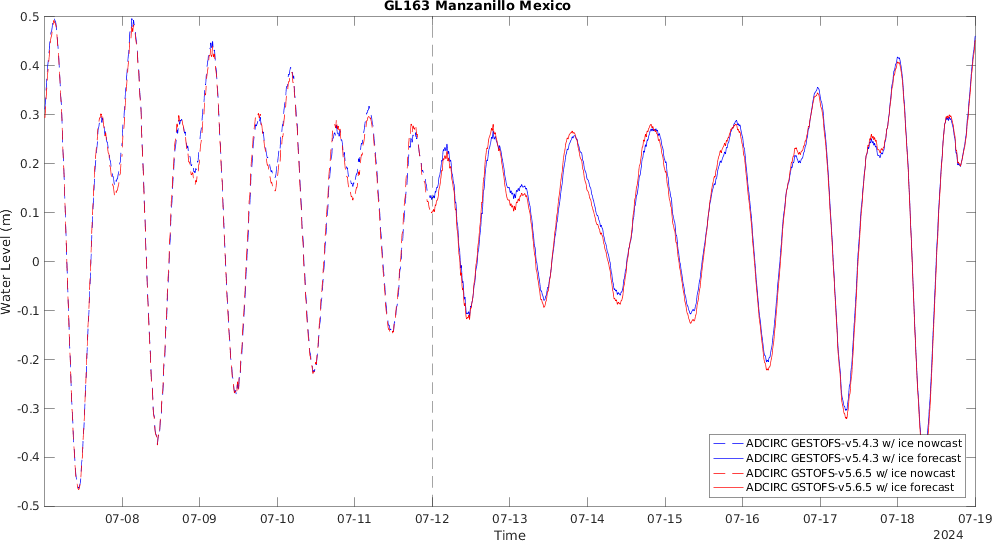 GL163 Manzanillo Mexico
0.5
0.4
0.3
0.2
0.1
0
-0.1
-0.2
-0.3
-0.4
-0.5
Water Level (m)
ADCIRC GESTOFS-v5.4.3 w/ ice nowcast
ADCIRC GESTOFS-v5.4.3 w/ ice forecast
ADCIRC GSTOFS-v5.6.5 w/ ice nowcast
ADCIRC GSTOFS-v5.6.5 w/ ice forecast
07-08 07-09 07-10 07-11 07-12 07-13 07-14 07-15 07-16 07-17 07-18 07-19
Time
2024